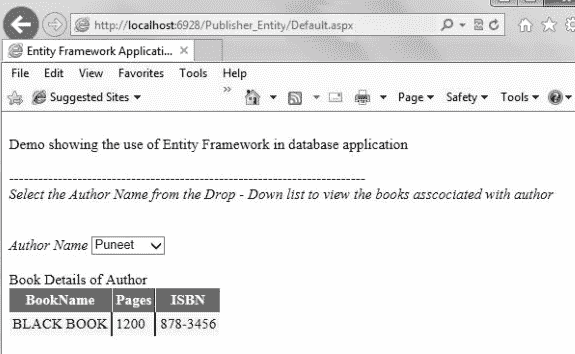 http://localhost:6928/Publisher_Entity/Default.aspx
Entity Framework Applicati...
File Edit View Favorites Tools Help
Suggested Sites
Page Safety Tools
Demo showing the use of Entity Framework in database application
------------------------------------------------------------------------
Select the Author Name from the Drop - Down list to view the books asscociated with author
Author Name Puneet
Book Details of Author
BookName Pages ISBN
BLACK BOOK 1200 878-3456